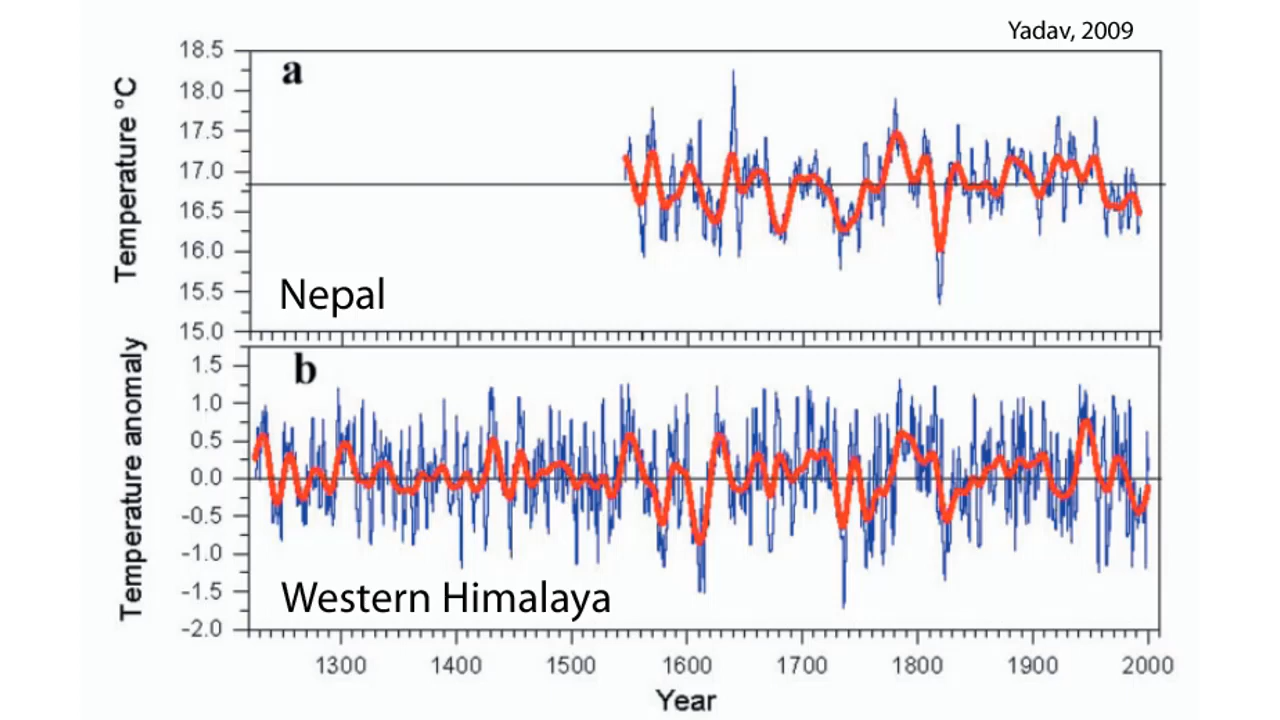 Yadav, 2009
18.5
a
18.0
17.5
17.0
16.5
16.0
15.5
15.0
Temperature °C
Nepal
b
1.5
1.0
0.5
0.0
-0.5
-1.0
-1.5
-2.0
Temperature anomaly
Western Himalaya
1300 1400 1500 1600 1700 1800 1900 2000
Year